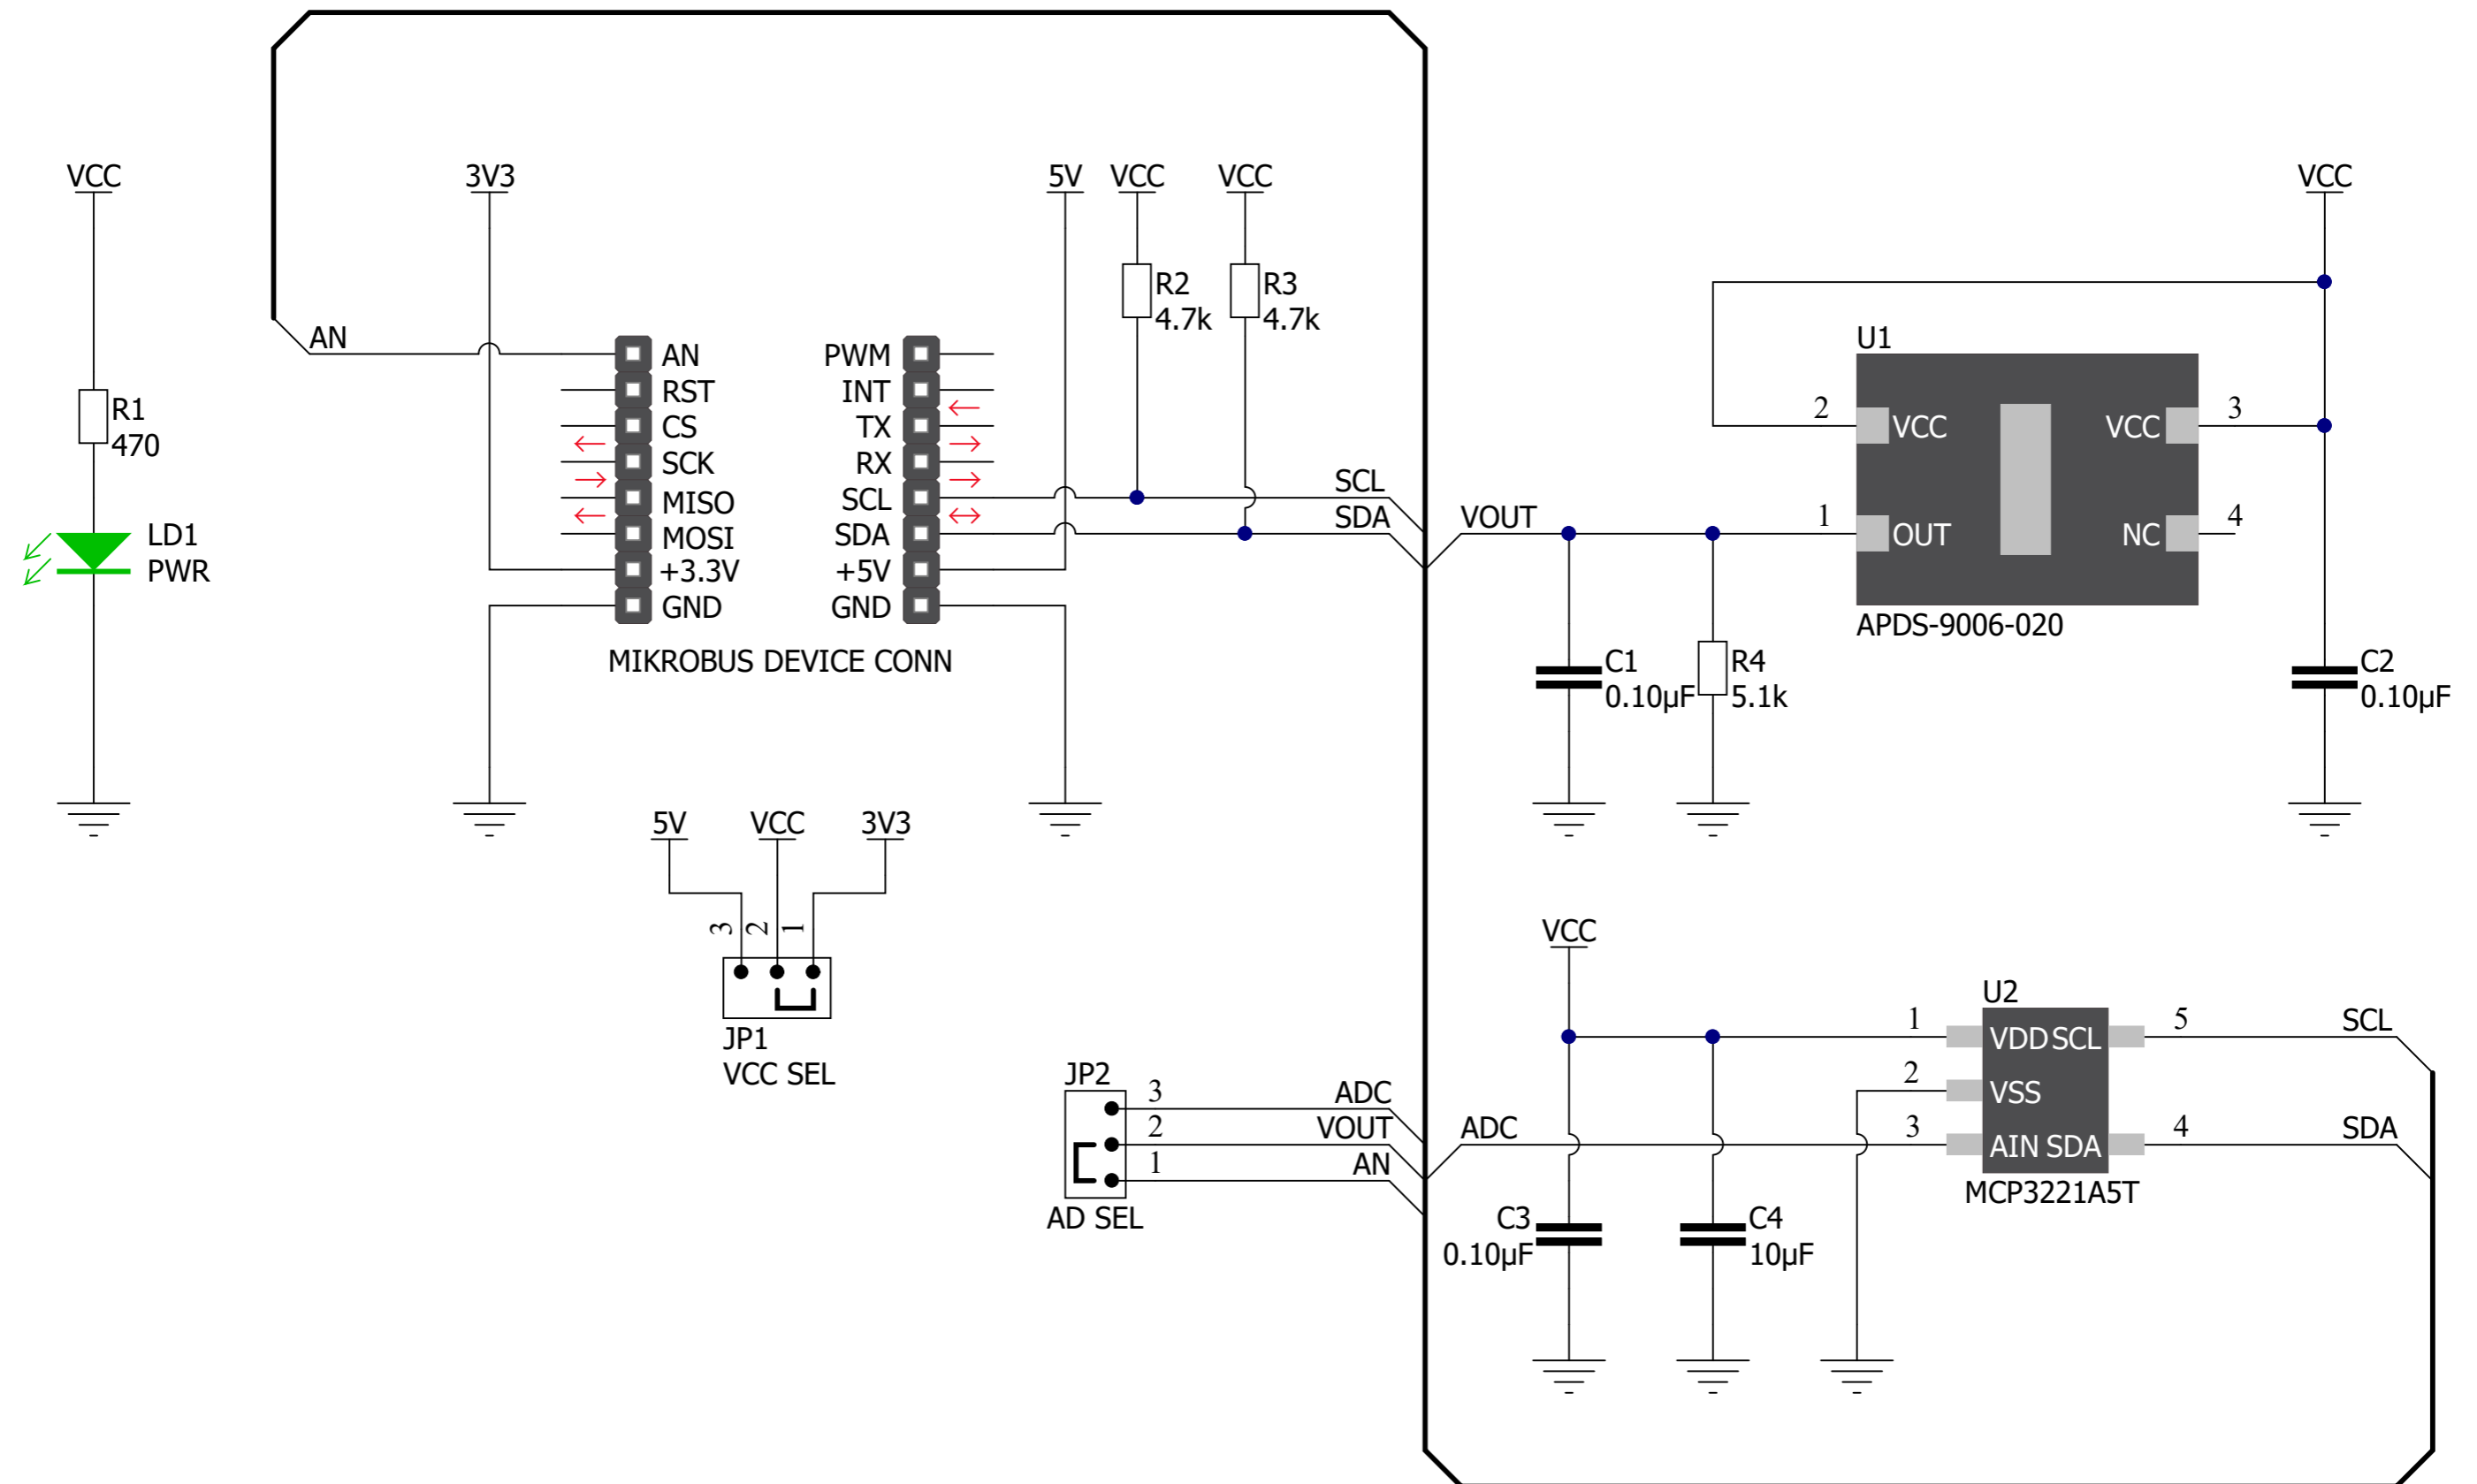 VCC
3V3
5V
VCC
VCC
VCC
R1
470
LD1
PWR
AN
AN
RST
CS
SCK
MISO
MOSI
+3.3V
GND
PWM
INT
TX
RX
SCL
SDA
+5V
GND
MIKROBUS DEVICE CONN
R2
4.7k
R3
4.7k
SCL
SDA
VOUT
U1
2
VCC
VCC
3
1
OUT
NC
4
APDS-9006-020
C1
0.10µF
R4
5.1k
C2
0.10µF
5V
VCC
3V3
3
2
1
JP1
VCC SEL
JP2
3
2
1
AD SEL
ADC
VOUT
AN
VCC
ADC
U2
1
VDD
SCL
5
SCL
2
VSS
3
AIN
SDA
4
SDA
MCP3221A5T
C3
0.10µF
C4
10µF